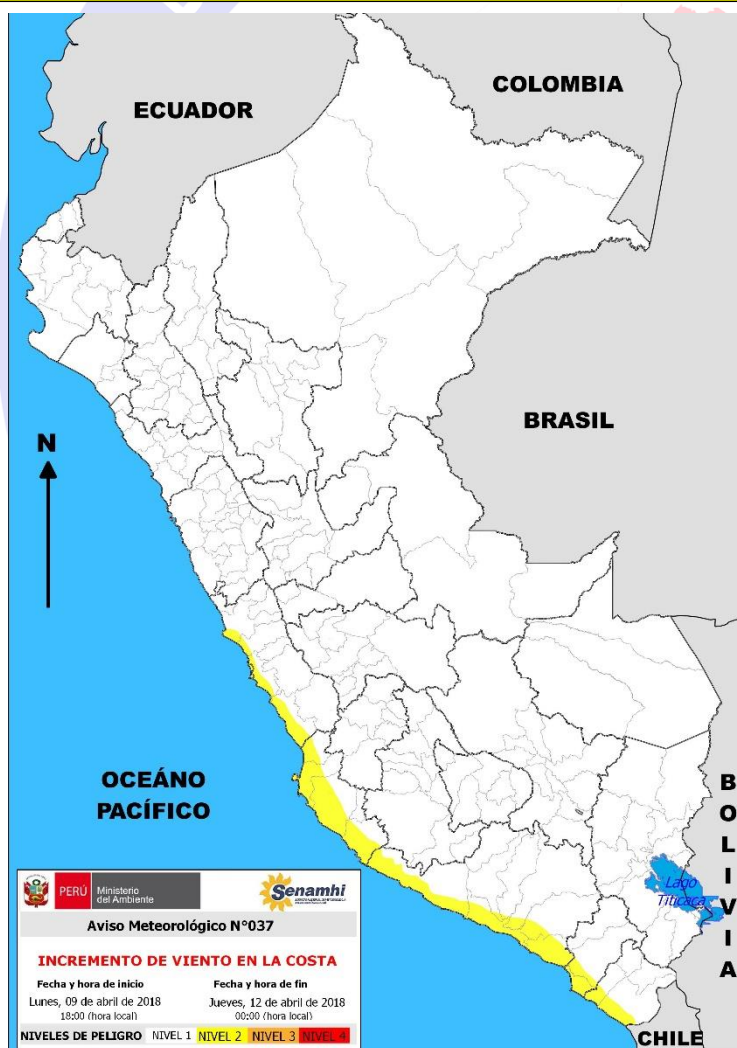 COLOMBIA
ECUADOR
BRASIL
N
OCEÁNO
PACÍFICO
BOLIVIA
Lago
Titicaca
CHILE
PERÚ Ministerio
del Ambiente
Senamhi
Aviso Meteorológico N°037
INCREMENTO DE VIENTO EN LA COSTA
Fecha y hora de inicio Fecha y hora de fin
Lunes, 09 de abril de 2018 Jueves, 12 de abril de 2018
18:00 (hora local) 00:00 (hora local)
NIVELES DE PELIGRO NIVEL 1 NIVEL 2 NIVEL 3 NIVEL 4